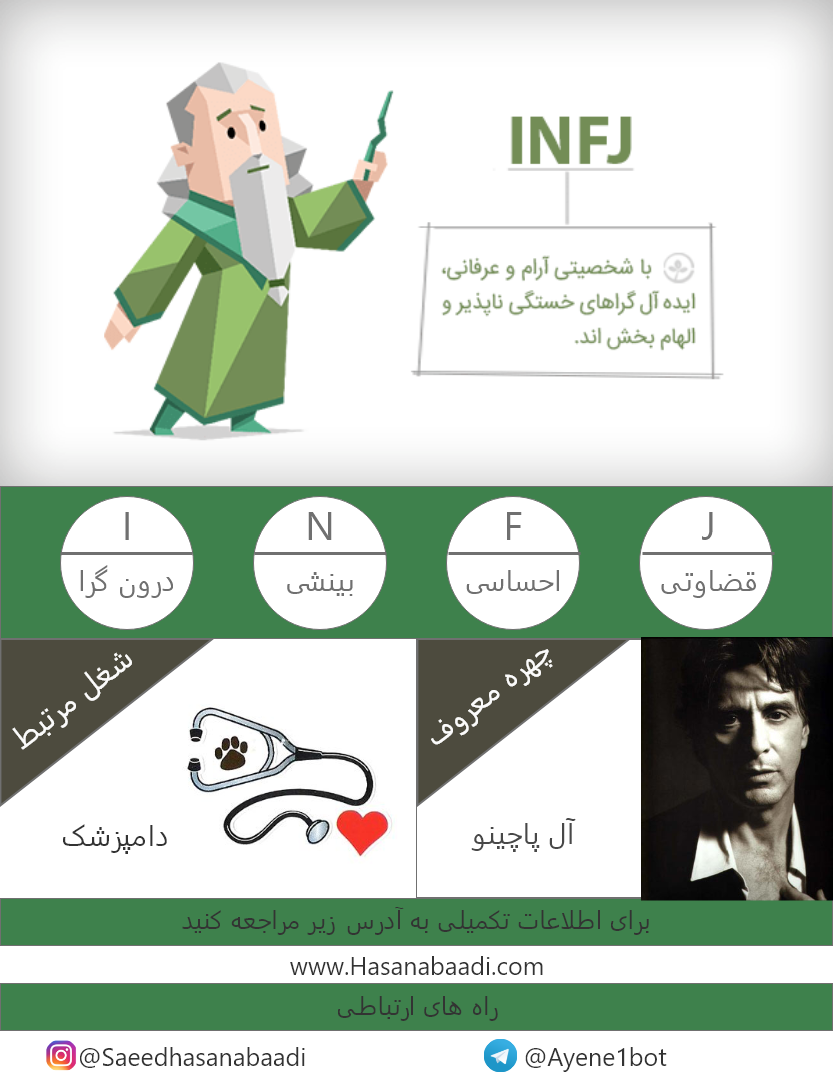 INFJ
با شخصیتی آرام و عرفانی،
ایده آل گراهای خستگی ناپذیر و
الهام بخش اند.
I
N
F
J
درون گرا
بینشی
احساسی
قضاوتی
شغل مرتبط
دامپزشک
چهره معروف
آل پاچینو
برای اطلاعات تکمیلی به آدرس زیر مراجعه کنید
www.Hasanabaadi.com
راه های ارتباطی
@Saeedhasanabaadi
@Ayene1bot